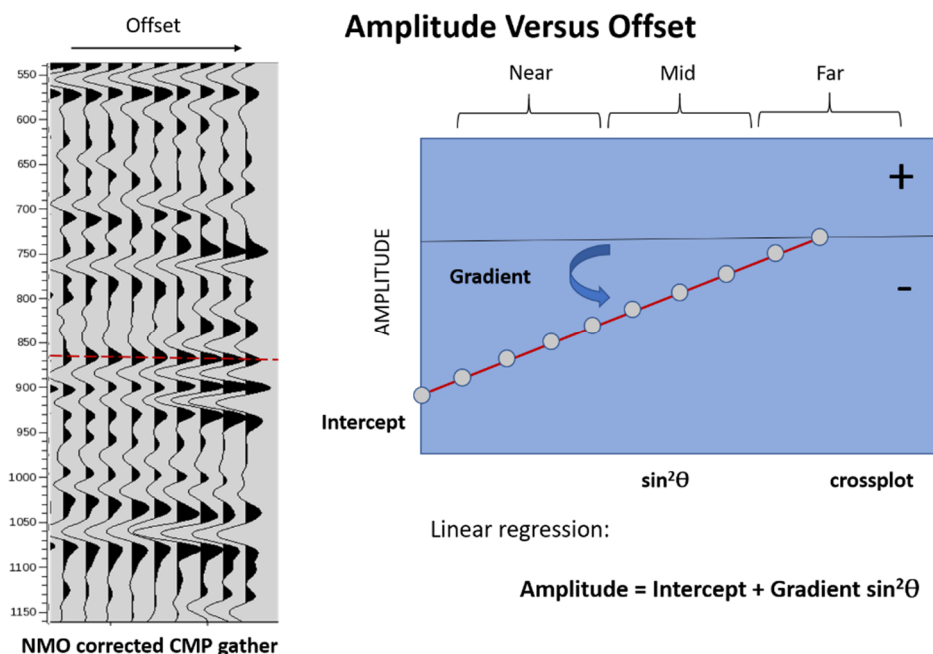 Amplitude Versus Offset
Offset
550
600
650
700
750
800
850
900
950
1000
1050
1100
1150
NMO corrected CMP gather
Near Mid Far
+
-
AMPLITUDE
Gradient
Intercept
sin²θ crossplot
Linear regression:
Amplitude = Intercept + Gradient sin²θ